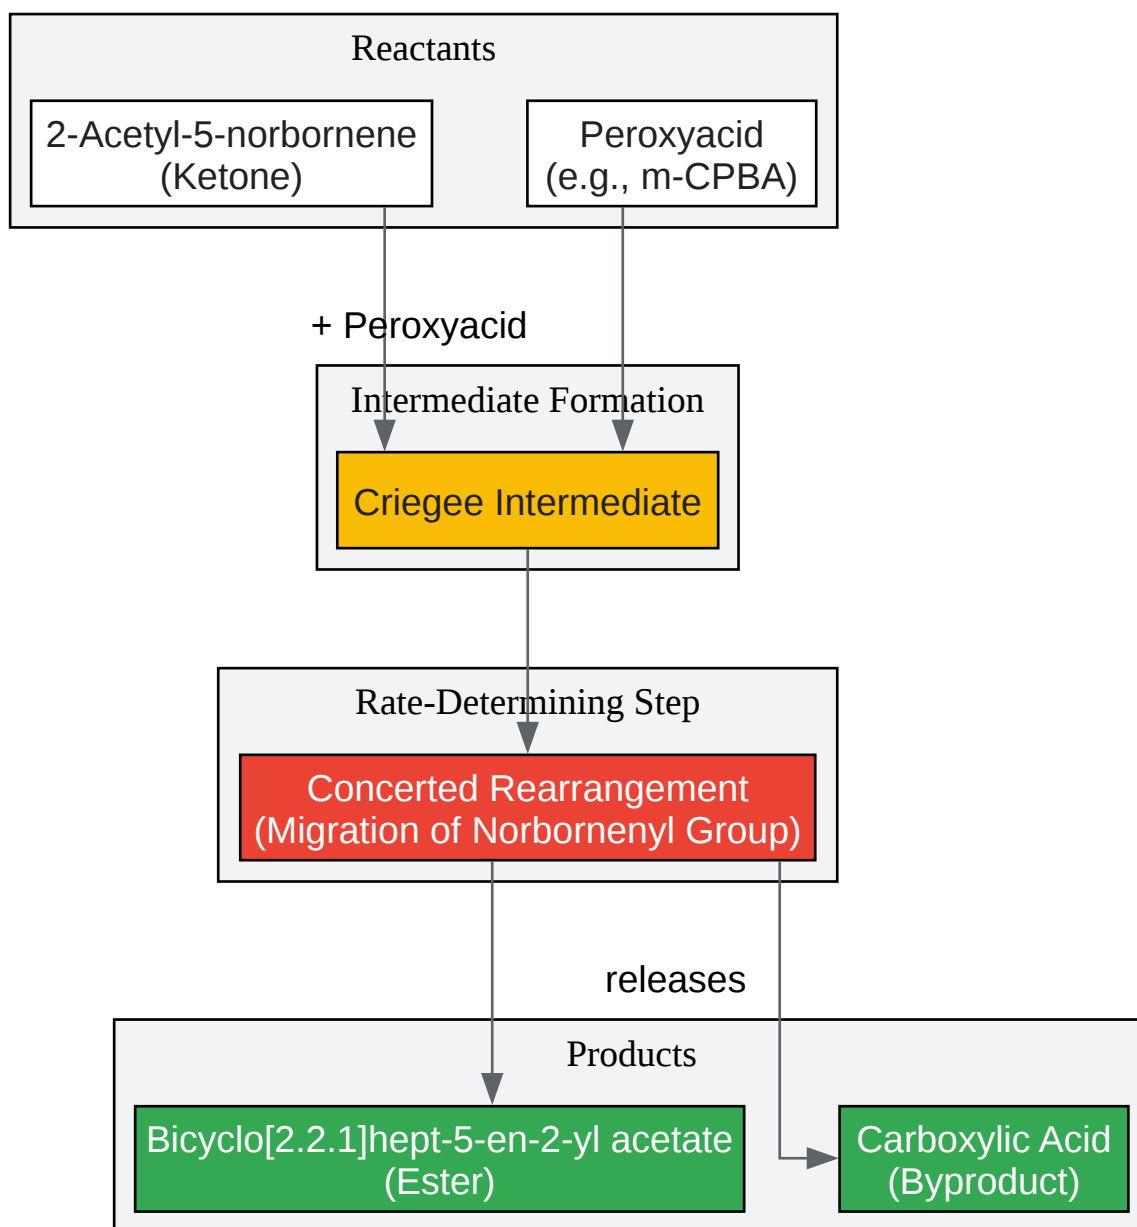 Reactants
2-Acetyl-5-norbornene
(Ketone)
Peroxyacid
(e.g., m-CPBA)
+ Peroxyacid
Intermediate Formation
Criegee Intermediate
Rate-Determining Step
Concerted Rearrangement
(Migration of Norbornenyl Group)
releases
Products
Bicyclo[2.2.1]hept-5-en-2-yl acetate
(Ester)
Carboxylic Acid
(Byproduct)